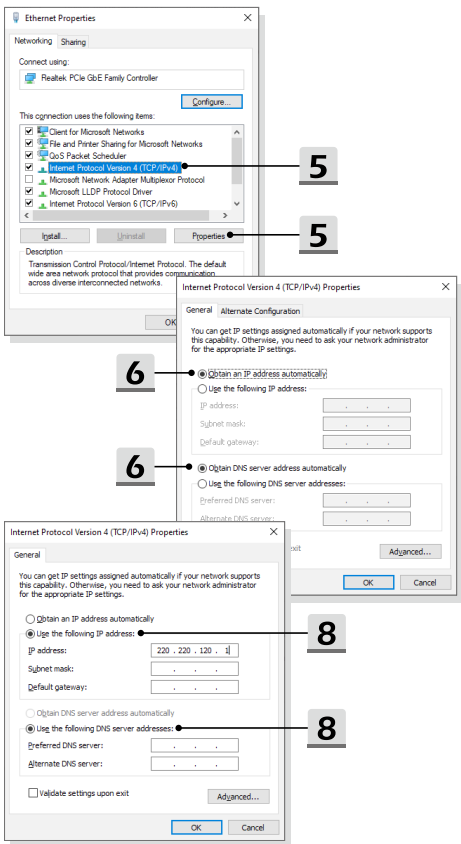 Ethernet Properties
Networking Sharing
Connect using:
Realtek PCIe GbE Family Controller
Configure...
This connection uses the following items:
Client for Microsoft Networks
File and Printer Sharing for Microsoft Networks
QoS Packet Scheduler
Internet Protocol Version 4 (TCP/IPv4)
5
Microsoft Network Adapter Multiplexor Protocol
Microsoft LLDP Protocol Driver
Internet Protocol Version 6 (TCP/IPv6)
Install... Uninstall Properties
5
Description
Transmission Control Protocol/Internet Protocol. The default
wide area network protocol that provides communication
across diverse interconnected networks.
OK
Internet Protocol Version 4 (TCP/IPv4) Properties
General Alternate Configuration
You can get IP settings assigned automatically if your network supports
this capability. Otherwise, you need to ask your network administrator
for the appropriate IP settings.
6
Obtain an IP address automatically
Use the following IP address:
IP address:
Subnet mask:
Default gateway:
6
Obtain DNS server address automatically
Use the following DNS server addresses:
Preferred DNS server:
Alternate DNS server:
exit
Advanced...
OK Cancel
Internet Protocol Version 4 (TCP/IPv4) Properties
General
You can get IP settings assigned automatically if your network supports
this capability. Otherwise, you need to ask your network administrator
for the appropriate IP settings.
Obtain an IP address automatically
Use the following IP address:
8
IP address: 220 . 220 . 120 . 1
Subnet mask: . . .
Default gateway: . . .
Obtain DNS server address automatically
Use the following DNS server addresses:
8
Preferred DNS server: . . .
Alternate DNS server: . . .
Validate settings upon exit
Advanced...
OK Cancel